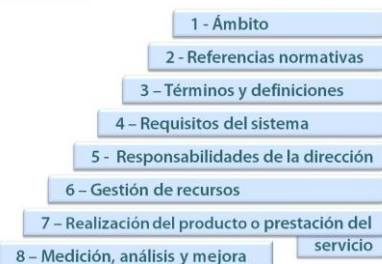 1 - Ámbito
2 - Referencias normativas
3 – Términos y definiciones
4 – Requisitos del sistema
5 - Responsabilidades de la dirección
6 – Gestión de recursos
7 – Realización del producto o prestación del
servicio
8 – Medición, análisis y mejora